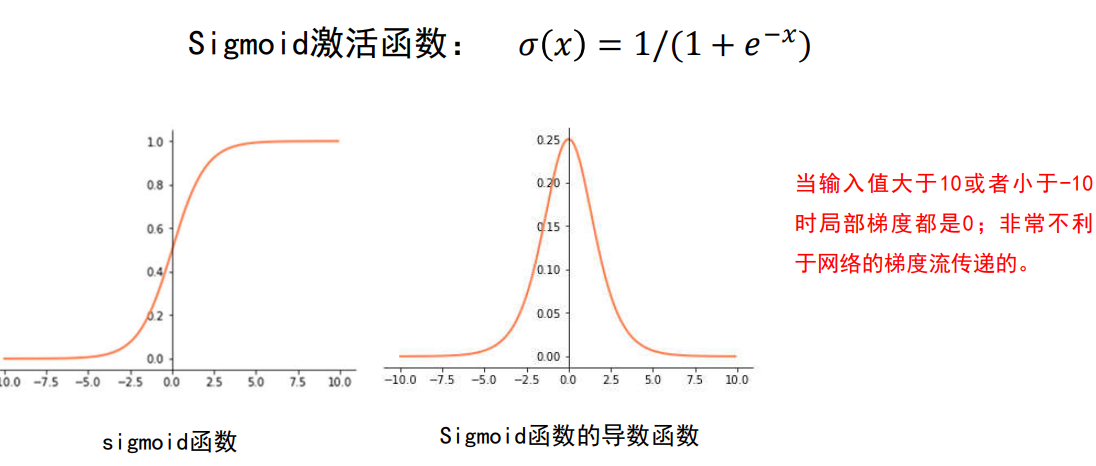 Sigmoid激活函数： σ(x) = 1/(1 + e^{-x})
1.0
0.8
0.6
0.4
0.2
0.0
10.0 −7.5 −5.0 −2.5 0.0 2.5 5.0 7.5 10.0
sigmoid函数
0.25
0.20
0.15
0.10
0.05
0.00
−10.0 −7.5 −5.0 −2.5 0.0 2.5 5.0 7.5 10.0
Sigmoid函数的导数函数
当输入值大于10或者小于-10
时局部梯度都是0；非常不利
于网络的梯度流传递的。